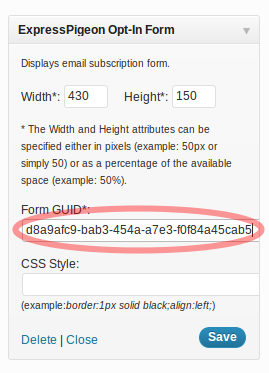 ExpressPigeon Opt-In Form
Displays email subscription form.
Width*: 430 Height*: 150
* The Width and Height attributes can be
specified either in pixels (example: 50px or
simply 50) or as a percentage of the available
space (example: 50%).
Form GUID*:
d8a9afc9-bab3-454a-a7e3-f0f84a45cab5
CSS Style:
(example:border:1px solid black;align:left;)
Delete | Close
Save